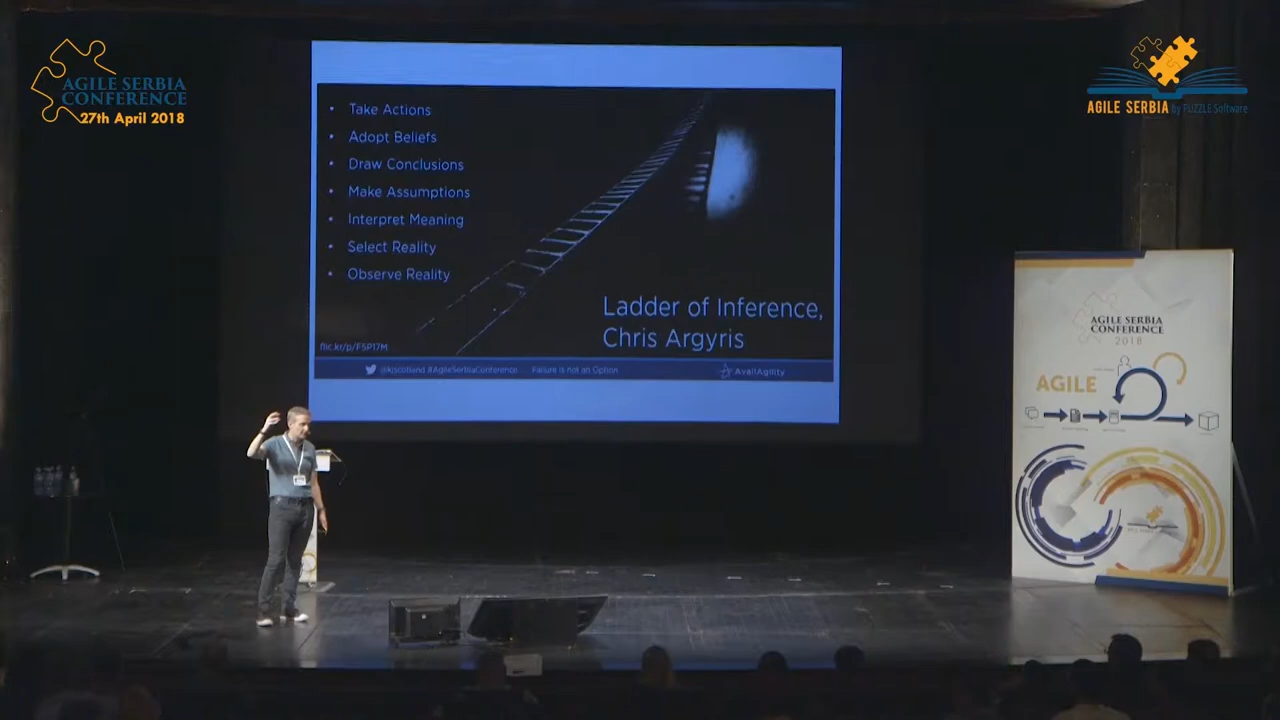 AGILE SERBIA
CONFERENCE
27th April 2018
AGILE SERBIA by PUZZLE Software
• Take Actions
• Adopt Beliefs
• Draw Conclusions
• Make Assumptions
• Interpret Meaning
• Select Reality
• Observe Reality
Ladder of Inference,
Chris Argyris
flic.kr/p/F5P17M
@kjscotland #AgileSerbiaConference Failure is not an Option AvailAgility
AGILE SERBIA
CONFERENCE
2018
AGILE